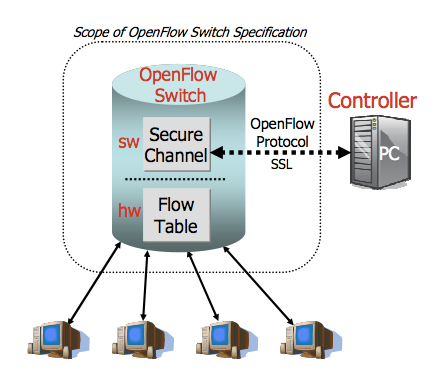 Scope of OpenFlow Switch Specification
OpenFlow
Switch
Controller
sw
Secure
Channel
OpenFlow
Protocol
SSL
PC
hw
Flow
Table